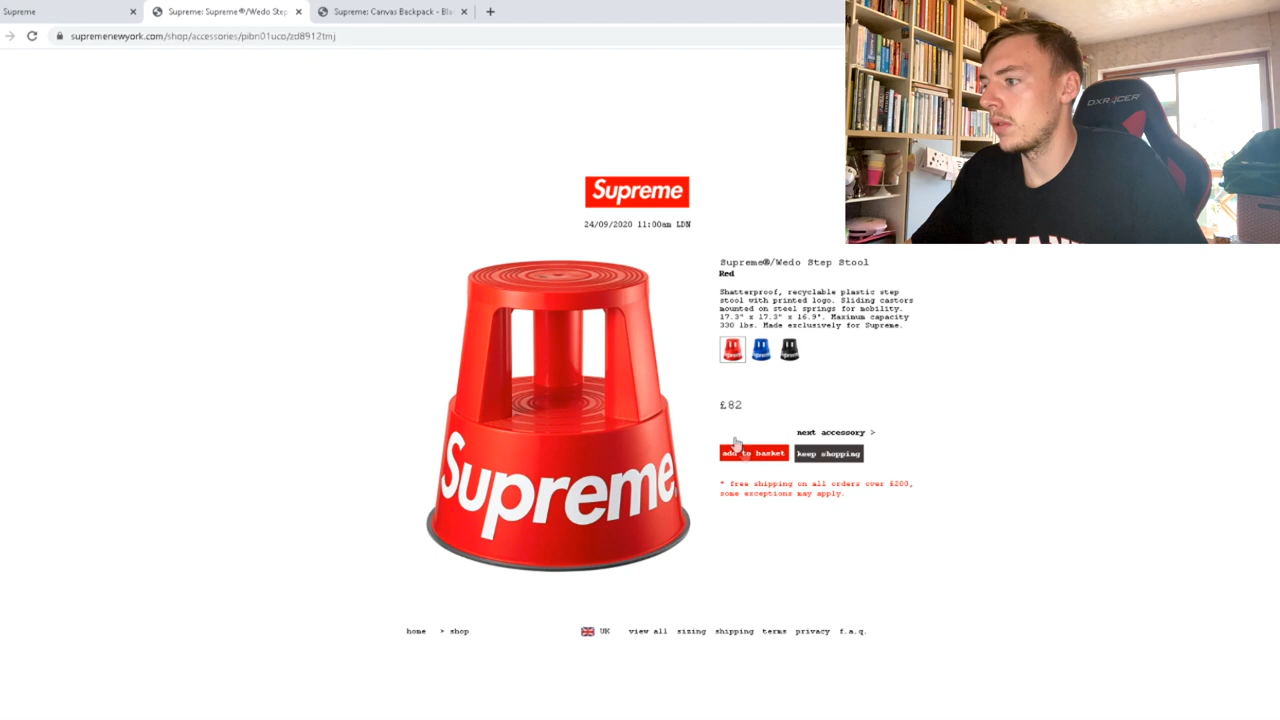 Supreme
Supreme: Supreme®/Wedo Step
Supreme: Canvas Backpack - Bla
supremenewyork.com/shop/accessories/pibri01uco/zd8912tmj
DXRACER
Supreme
24/09/2020 11:00am LDN
Supreme®/Wedo Step Stool
Red
Shatterproof, recyclable plastic step
stool with printed logo. Sliding castors
mounted on steel springs for mobility.
17.3" x 17.3" x 16.9". Maximum capacity
330 lbs. Made exclusively for Supreme.
£82
next accessory >
add to basket
keep shopping
* free shipping on all orders over £200,
some exceptions may apply.
Supreme
home > shop
UK
view all sizing shipping terms privacy f.a.q.